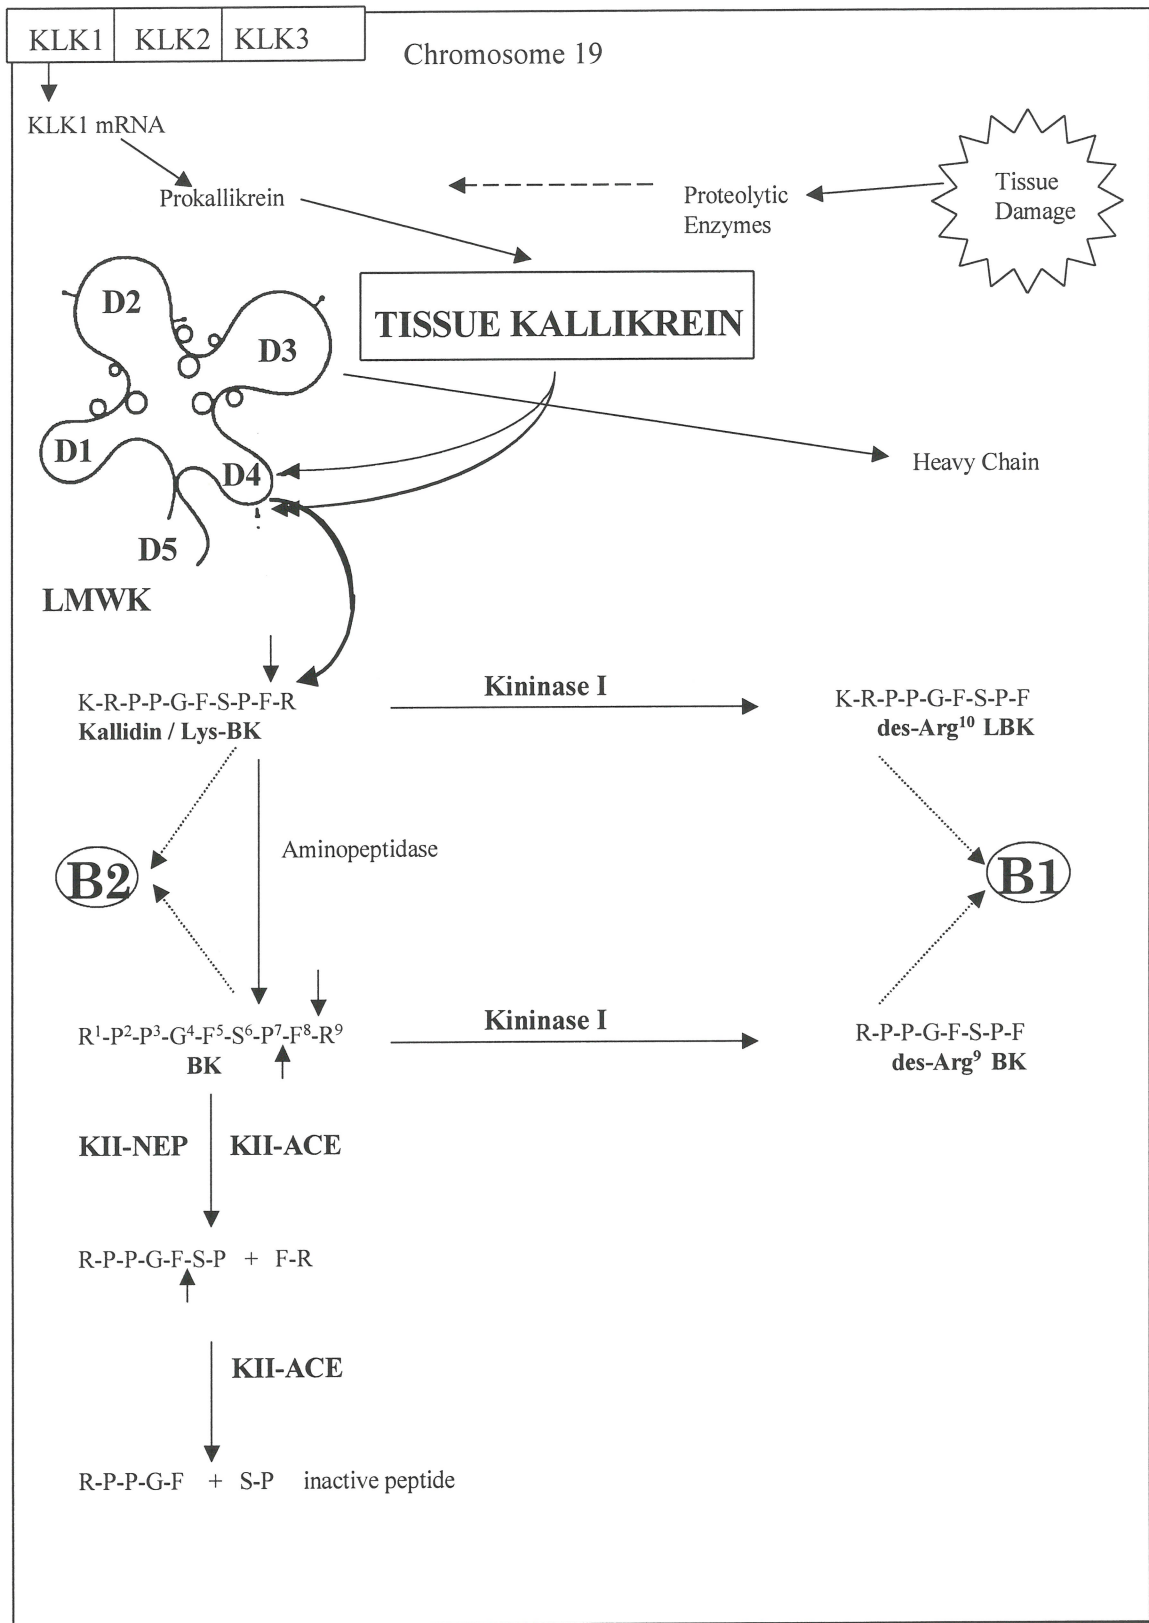 KLK1 KLK2 KLK3
Chromosome 19
KLK1 mRNA
Prokallikrein
Proteolytic
Enzymes
Tissue
Damage
TISSUE KALLIKREIN
D2
D3
D1
D4
D5
Heavy Chain
LMWK
K-R-P-P-G-F-S-P-F-R
Kallidin / Lys-BK
Kininase I
K-R-P-P-G-F-S-P-F
des-Arg¹⁰ LBK
Aminopeptidase
B2
B1
R¹-P²-P³-G⁴-F⁵-S⁶-P⁷-F⁸-R⁹
BK
Kininase I
R-P-P-G-F-S-P-F
des-Arg⁹ BK
KII-NEP KII-ACE
R-P-P-G-F-S-P + F-R
KII-ACE
R-P-P-G-F + S-P inactive peptide